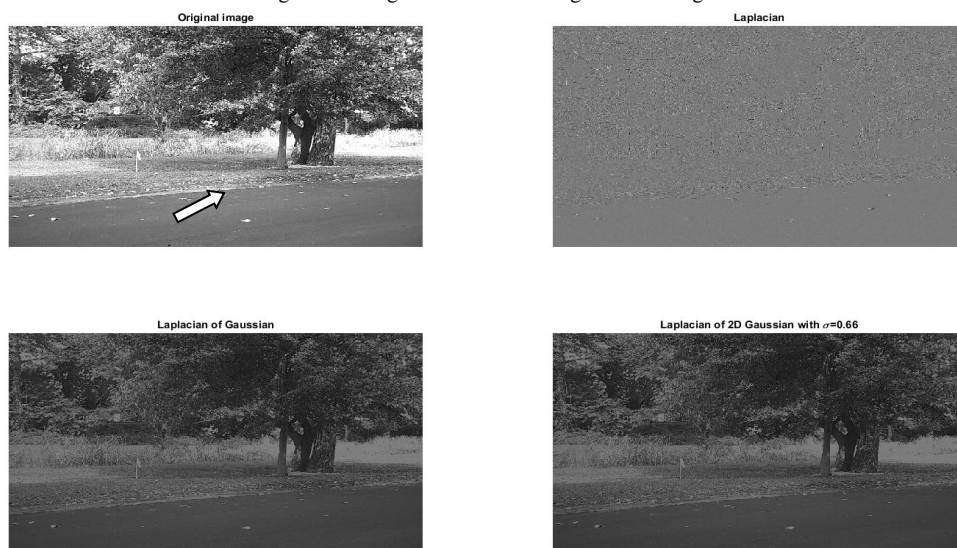 Original image
Laplacian
Laplacian of Gaussian
Laplacian of 2D Gaussian with σ=0.66